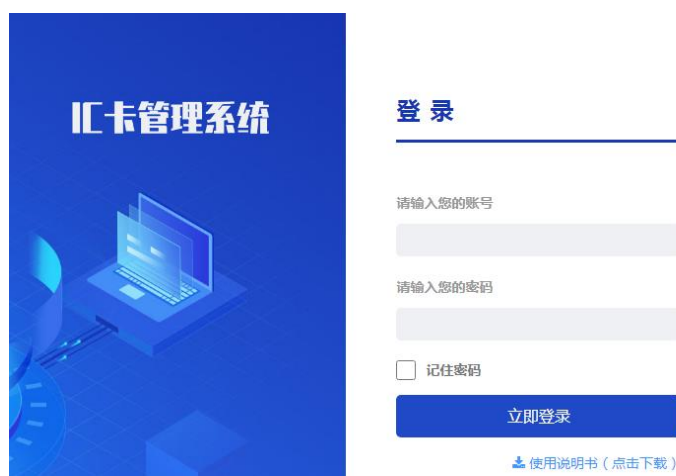 IC卡管理系统
登 录
请输入您的账号
请输入您的密码
记住密码
立即登录
使用说明书（点击下载）